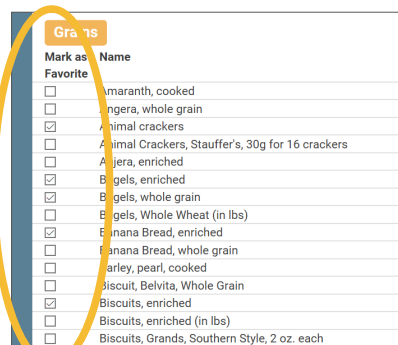 Grains
Mark as Name
Favorite
Amaranth, cooked
Angera, whole grain
Animal crackers
Animal Crackers, Stauffer's, 30g for 16 crackers
Anjera, enriched
Bagels, enriched
Bagels, whole grain
Bagels, Whole Wheat (in lbs)
Banana Bread, enriched
Banana Bread, whole grain
Barley, pearl, cooked
Biscuit, Belvita, Whole Grain
Biscuits, enriched
Biscuits, enriched (in lbs)
Biscuits, Grands, Southern Style, 2 oz. each